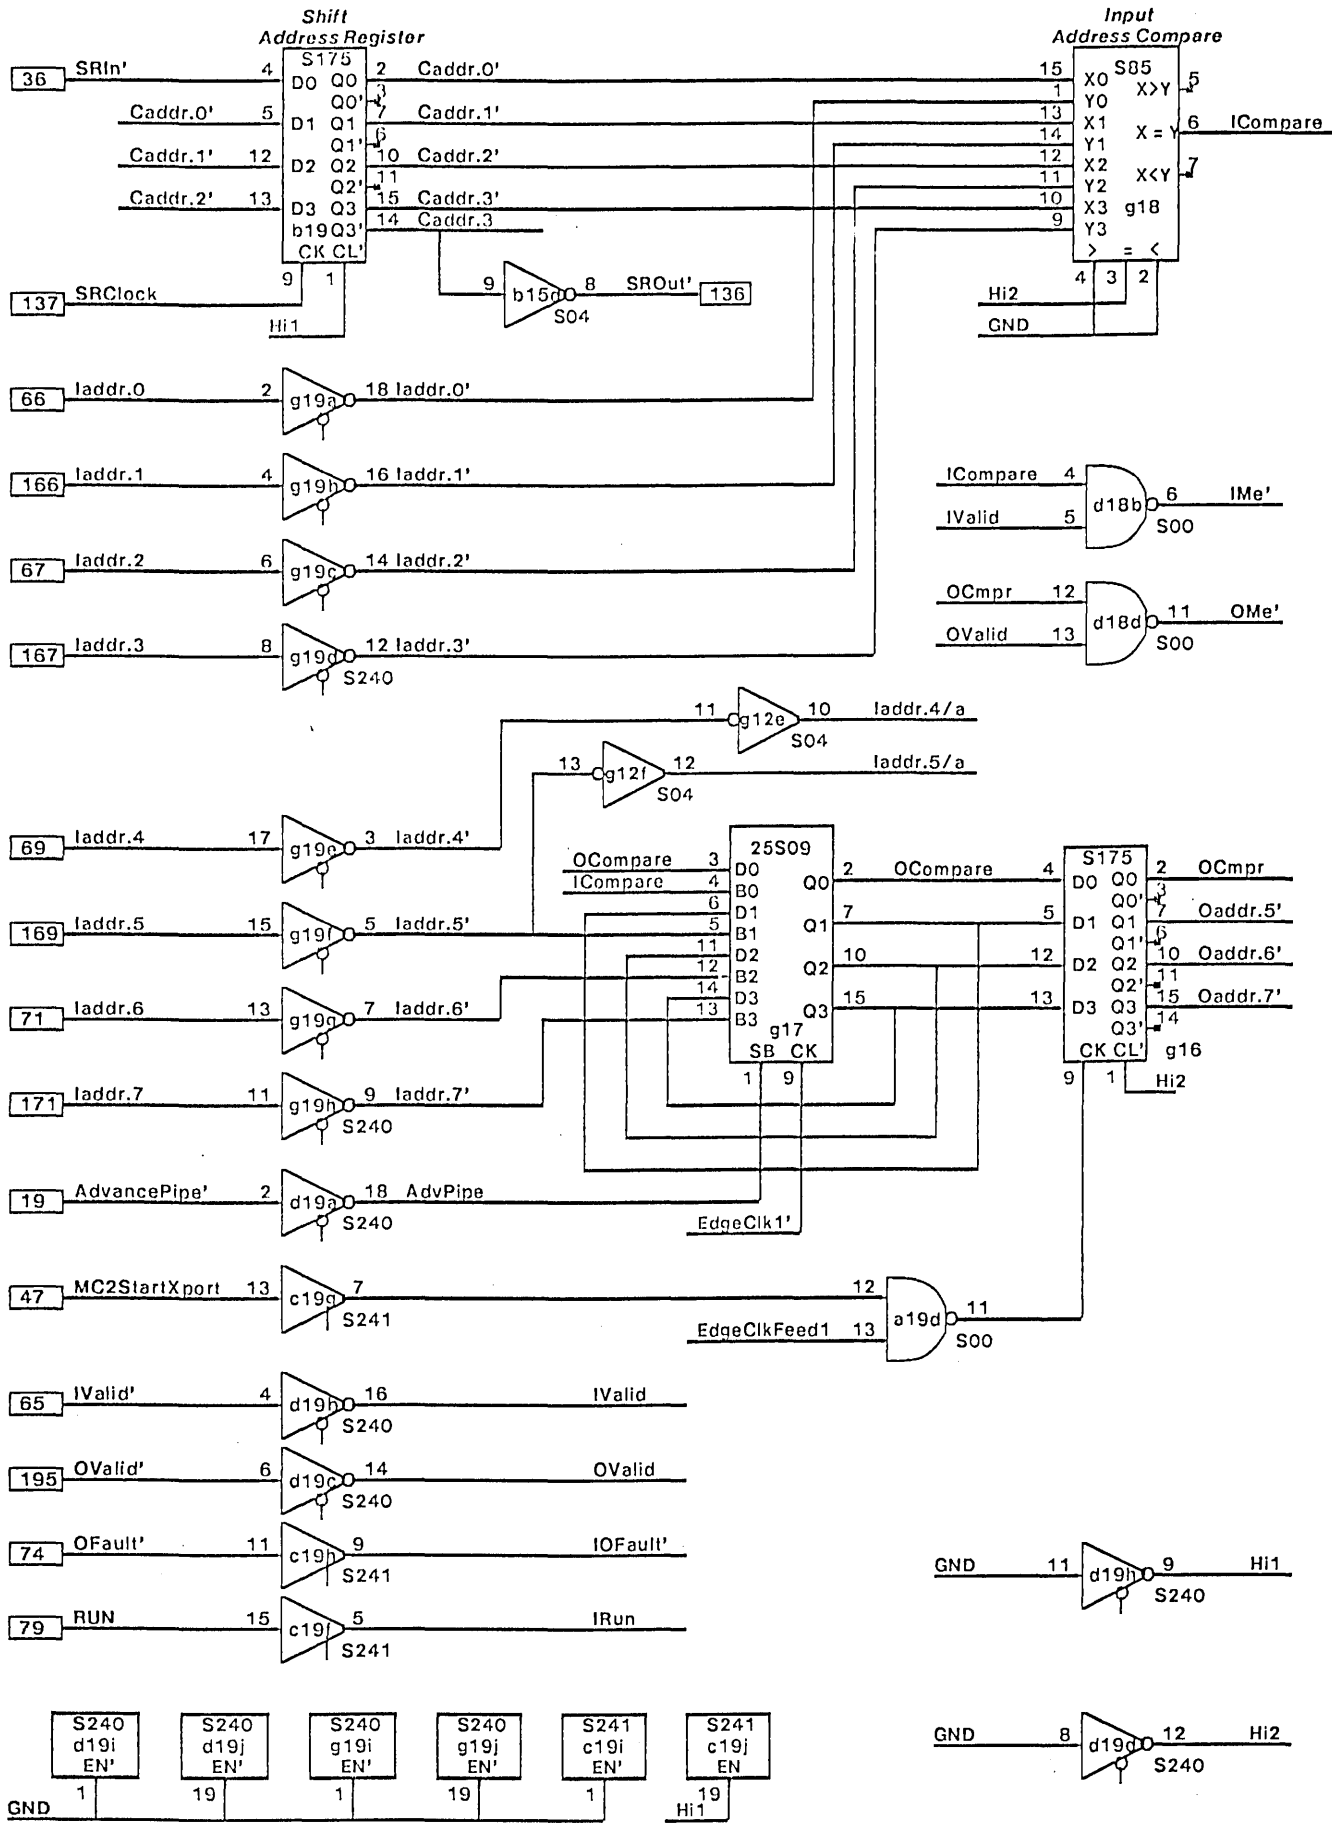 Shift
Address Register
Input
Address Compare
36 SRIn' 4 S175 D0 Q0 2 Caddr.0' 15 X0 S85 X>Y 5
Q0' 3 1 Y0
Caddr.0' 5 D1 Q1 7 Caddr.1' 13 X1 X = Y 6 ICompare
Q1' 6 14 Y1
Caddr.1' 12 D2 Q2 10 Caddr.2' 12 X2 X<Y 7
Q2' 11 11 Y2
Caddr.2' 13 D3 Q3 15 Caddr.3' 10 X3 g18
b19 Q3' 14 Caddr.3 9 Y3
CK CL' > = <
9 1 4 3 2
137 SRClock 9 b15d 8 SROut' 136
S04
Hi1
Hi2
GND
66 Iaddr.0 2 g19a 18 Iaddr.0'
166 Iaddr.1 4 g19b 16 Iaddr.1'
ICompare 4 d18b 6 IMe'
IValid 5 S00
67 Iaddr.2 6 g19c 14 Iaddr.2'
OCmpr 12 d18d 11 OMe'
OValid 13 S00
167 Iaddr.3 8 g19d 12 Iaddr.3'
S240
11 g12e 10 Iaddr.4/a
S04
13 g12f 12 Iaddr.5/a
S04
69 Iaddr.4 17 g19e 3 Iaddr.4'
25S09
OCompare 3 D0 Q0 2 OCompare 4 D0 S175 Q0 2 OCmpr
ICompare 4 B0 Q0' 3
6 D1 Q1 7 5 D1 Q1 7 Oaddr.5'
169 Iaddr.5 15 g19f 5 Iaddr.5' 5 B1 Q1' 6
11 D2 Q2 10 12 D2 Q2 10 Oaddr.6'
12 B2 Q2' 11
14 D3 Q3 15 13 D3 Q3 15 Oaddr.7'
71 Iaddr.6 13 g19g 7 Iaddr.6' 13 B3 Q3' 14
g17 g16
SB CK CK CL'
1 9 9 1 Hi2
171 Iaddr.7 11 g19h 9 Iaddr.7'
S240
19 AdvancePipe' 2 d19a 18 AdvPipe
S240
EdgeClk1'
47 MC2StartXport 13 c19g 7 12 a19d 11
S241
EdgeClkFeed1 13 S00
65 IValid' 4 d19b 16 IValid
S240
195 OValid' 6 d19c 14 OValid
S240
74 OFault' 11 c19h 9 IOFault'
S241
GND 11 d19h 9 Hi1
S240
79 RUN 15 c19f 5 IRun
S241
S240 S240 S240 S240 S241 S241
d19i d19j g19i g19j c19i c19j
EN' EN' EN' EN' EN' EN
1 19 1 19 1 19
GND Hi1
GND 8 d19d 12 Hi2
S240